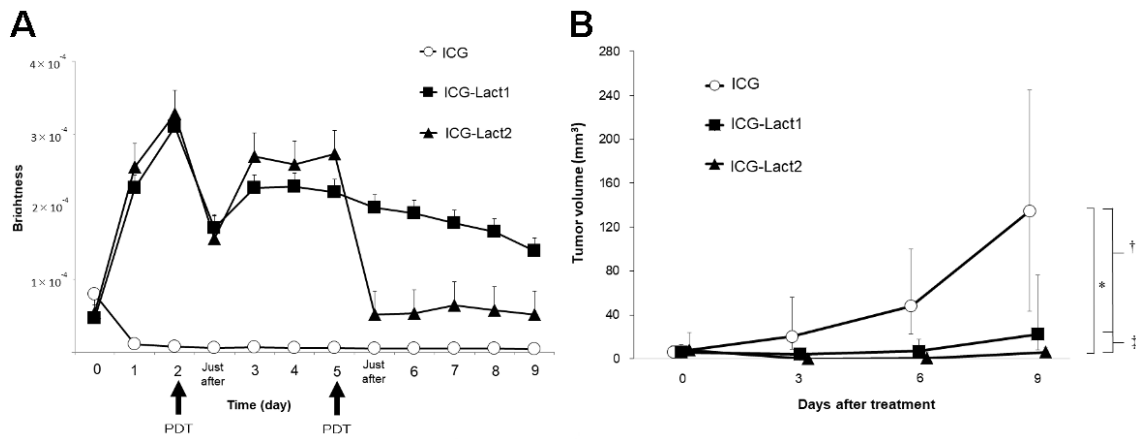 A
4×10⁻⁴
3×10⁻⁴
2×10⁻⁴
1×10⁻⁴
Brightness
ICG
ICG-Lact1
ICG-Lact2
0 1 2 Just after 3 4 5 Just after 6 7 8 9
Time (day)
PDT PDT
B
280
240
200
160
120
80
40
0
Tumor volume (mm³)
ICG
ICG-Lact1
ICG-Lact2
0 3 6 9
Days after treatment
†
*
‡